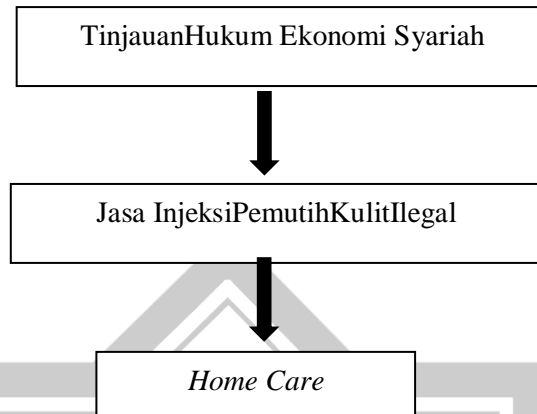 TinjauanHukum Ekonomi Syariah
Jasa InjeksiPemutihKulitIlegal
Home Care